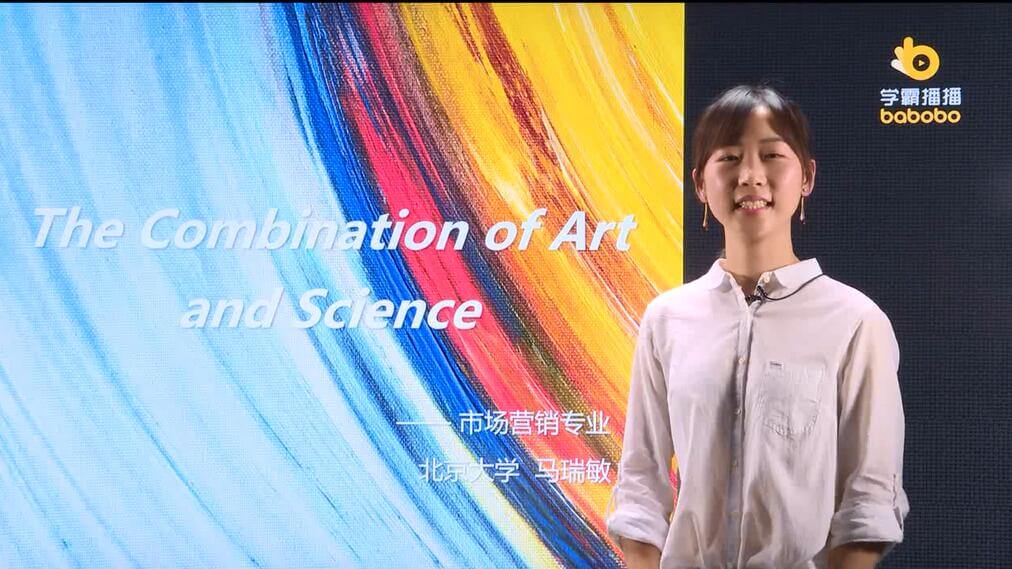 The Combination of Art
and Science
—— 市场营销专业
北京大学 马瑞敏
学霸播播
babobo